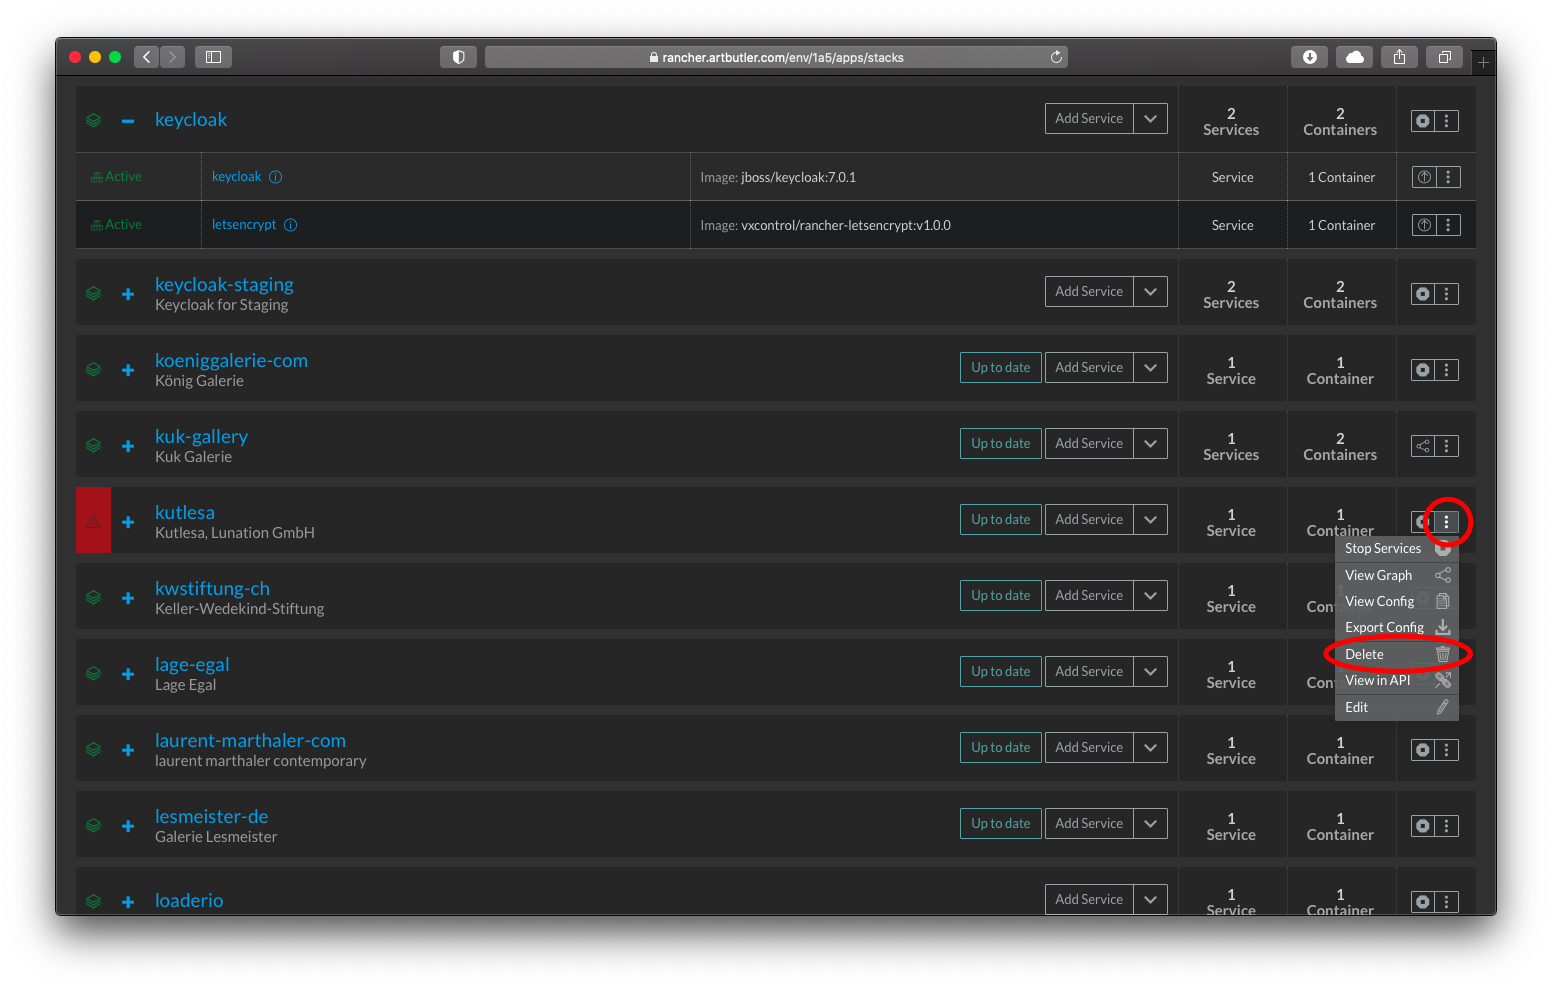 rancher.artbutler.com/env/1a5/apps/stacks
keycloak
Add Service
2
Services
2
Containers
Active
keycloak
Image: jboss/keycloak:7.0.1
Service
1 Container
Active
letsencrypt
Image: vxcontrol/rancher-letsencrypt:v1.0.0
Service
1 Container
keycloak-staging
Keycloak for Staging
Add Service
2
Services
2
Containers
koeniggalerie-com
König Galerie
Up to date
Add Service
1
Service
1
Container
kuk-gallery
Kuk Galerie
Up to date
Add Service
1
Services
2
Containers
kutlesa
Kutlesa, Lunation GmbH
Up to date
Add Service
1
Service
1
Container
Stop Services
View Graph
View Config
Export Config
Delete
View in API
Edit
kwstiftung-ch
Keller-Wedekind-Stiftung
Up to date
Add Service
1
Service
lage-egal
Lage Egal
Up to date
Add Service
1
Service
laurent-marthaler-com
laurent marthaler contemporary
Up to date
Add Service
1
Service
1
Container
lesmeister-de
Galerie Lesmeister
Up to date
Add Service
1
Service
1
Container
loaderio
Add Service
1
Service
1
Container